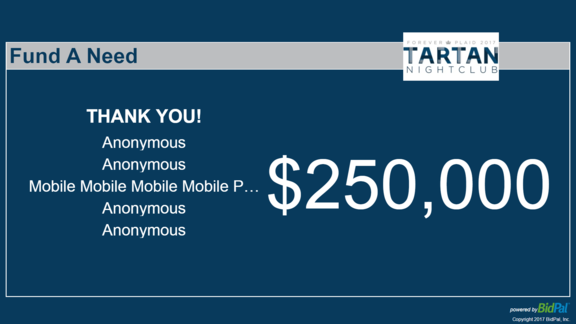 Fund A Need
FOREVER PLAID 2017
TARTAN
NIGHTCLUB
THANK YOU!
Anonymous
Anonymous
Mobile Mobile Mobile Mobile P…
Anonymous
Anonymous
$250,000
powered by BidPal
Copyright 2017 BidPal, Inc.